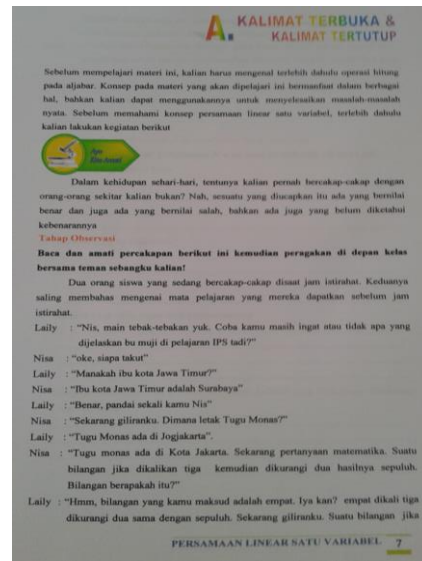 A. KALIMAT TERBUKA &
KALIMAT TERTUTUP
Sebelum mempelajari materi ini, kalian harus mengenal terlebih dahulu operasi hitung
pada aljabar. Konsep pada materi yang akan dipelajari ini bermanfaat dalam berbagai
hal, bahkan kalian dapat menggunakannya untuk menyelesaikan masalah-masalah
nyata. Sebelum memahami konsep persamaan linear satu variabel, terlebih dahulu
kalian lakukan kegiatan berikut
Ayo
Kita Amati
Dalam kehidupan sehari-hari, tentunya kalian pernah bercakap-cakap dengan
orang-orang sekitar kalian bukan? Nah, sesuatu yang diucapkan itu ada yang bernilai
benar dan juga ada yang bernilai salah, bahkan ada juga yang belum diketahui
kebenarannya
Tahap Observasi
Baca dan amati percakapan berikut ini kemudian peragakan di depan kelas
bersama teman sebangku kalian!
Dua orang siswa yang sedang bercakap-cakap disaat jam istirahat. Keduanya
saling membahas mengenai mata pelajaran yang mereka dapatkan sebelum jam
istirahat.
Laily : "Nis, main tebak-tebakan yuk. Coba kamu masih ingat atau tidak apa yang
dijelaskan bu muji di pelajaran IPS tadi?"
Nisa : "oke, siapa takut"
Laily : "Manakah ibu kota Jawa Timur?"
Nisa : "Ibu kota Jawa Timur adalah Surabaya"
Laily : "Benar, pandai sekali kamu Nis"
Nisa : "Sekarang giliranku. Dimana letak Tugu Monas?"
Laily : "Tugu Monas ada di Jogjakarta".
Nisa : "Tugu monas ada di Kota Jakarta. Sekarang pertanyaan matematika. Suatu
bilangan jika dikalikan tiga kemudian dikurangi dua hasilnya sepuluh.
Bilangan berapakah itu?"
Laily : "Hmm, bilangan yang kamu maksud adalah empat. Iya kan? empat dikali tiga
dikurangi dua sama dengan sepuluh. Sekarang giliranku. Suatu bilangan jika
PERSAMAAN LINEAR SATU VARIABEL 7